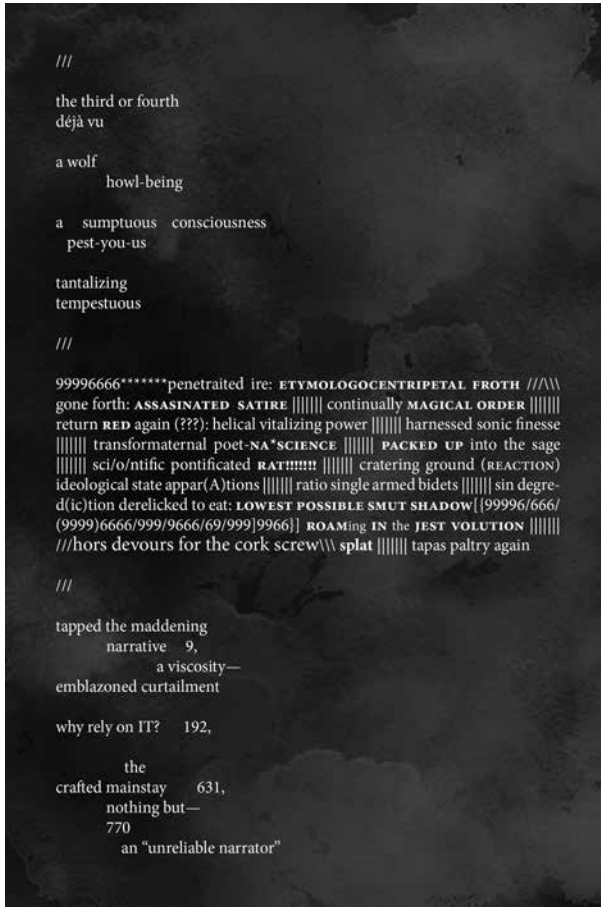 ///
the third or fourth
déjà vu
a wolf
howl-being
a sumptuous consciousness
pest-you-us
tantalizing
tempestuous
///
99996666*******penetraited ire: ETYMOLOGOCENTRIPETAL FROTH ///\\\
gone forth: ASSASINATED SATIRE ||||||| continually MAGICAL ORDER |||||||
return RED again (???): helical vitalizing power ||||||| harnessed sonic finesse
||||||| transformaternal poet-NA*SCIENCE ||||||| PACKED UP into the sage
||||||| sci/o/ntific pontificated RAT!!!!!!! ||||||| cratering ground (REACTION)
ideological state appar(A)tions ||||||| ratio single armed bidets ||||||| sin degre-
d(ic)tion derelicked to eat: LOWEST POSSIBLE SMUT SHADOW[{99996/666/
(9999)6666/999/9666/69/999]9966}] ROAMing IN the JEST VOLUTION |||||||
///hors devours for the cork screw\\\ splat ||||||| tapas paltry again
///
tapped the maddening
narrative 9,
a viscosity—
emblazoned curtailment
why rely on IT? 192,
the
crafted mainstay 631,
nothing but—
770
an “unreliable narrator”